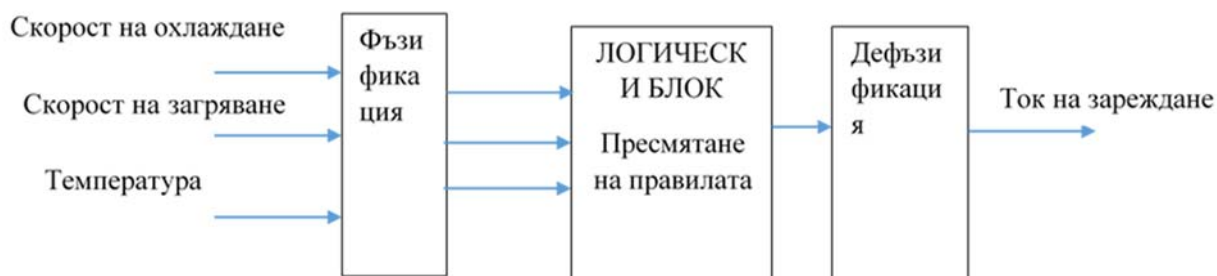 Скорост на охлаждане
Скорост на загряване
Температура
Фъзи
фика
ция
ЛОГИЧЕСК
И БЛОК
Пресмятане
на правилата
Дефъзи
фикаци
я
Ток на зареждане